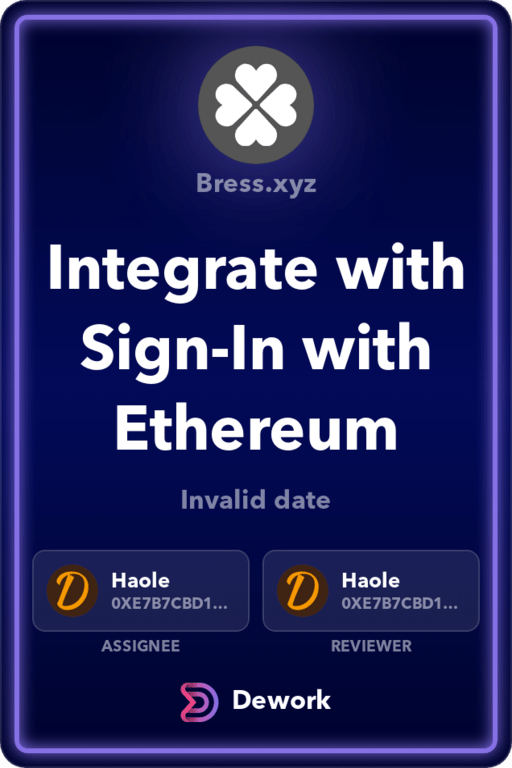 Bress.xyz
Integrate with
Sign-In with
Ethereum
Invalid date
D Haole D Haole
0XE7B7CBD1... 0XE7B7CBD1...
ASSIGNEE REVIEWER
Dework